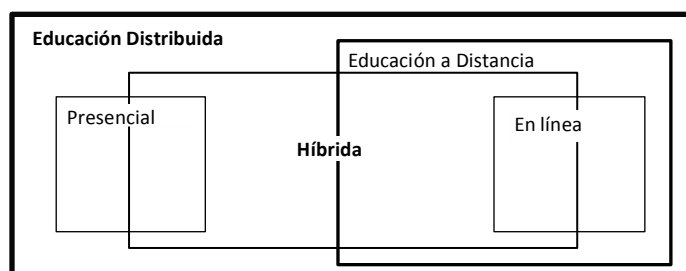 Educación Distribuida
Educación a Distancia
Presencial
En línea
Híbrida